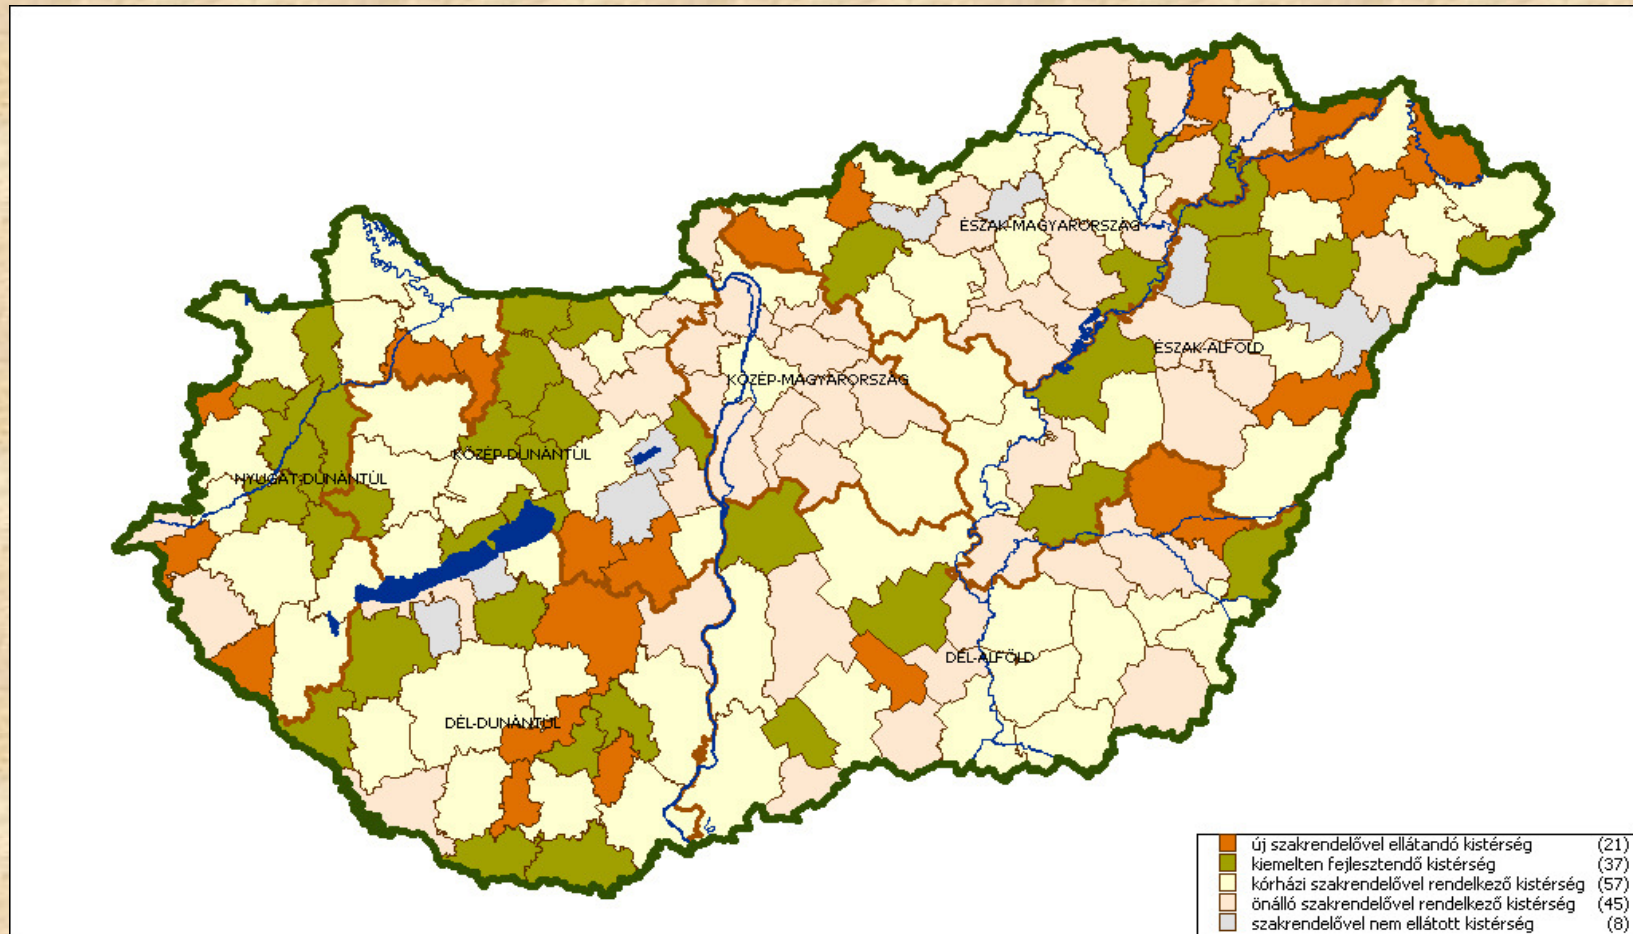 ÉSZAK-MAGYARORSZÁG
ÉSZAK-ALFÖLD
KÖZÉP-MAGYARORSZÁG
KÖZÉP-DUNÁNTÚL
NYUGAT-DUNÁNTÚL
DÉL-ALFÖLD
DÉL-DUNÁNTÚL
új szakrendelővel ellátandó kistérség (21)
kiemelten fejlesztendő kistérség (37)
kórházi szakrendelővel rendelkező kistérség (57)
önálló szakrendelővel rendelkező kistérség (45)
szakrendelővel nem ellátott kistérség (8)